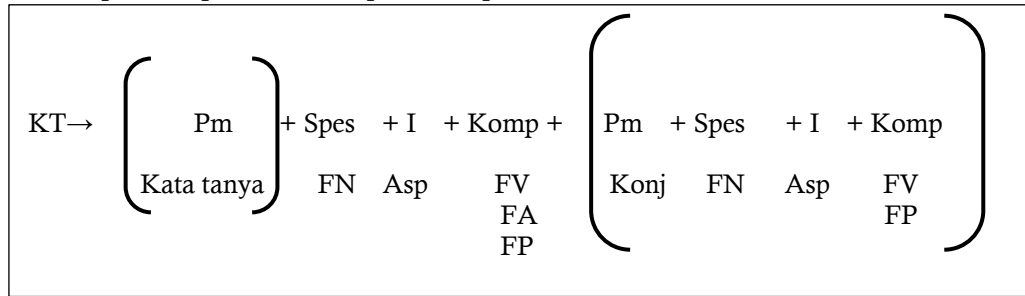 KT→ Pm + Spes + I + Komp + Pm + Spes + I + Komp
Kata tanya FN Asp FV Konj FN Asp FV
FA FP
FP